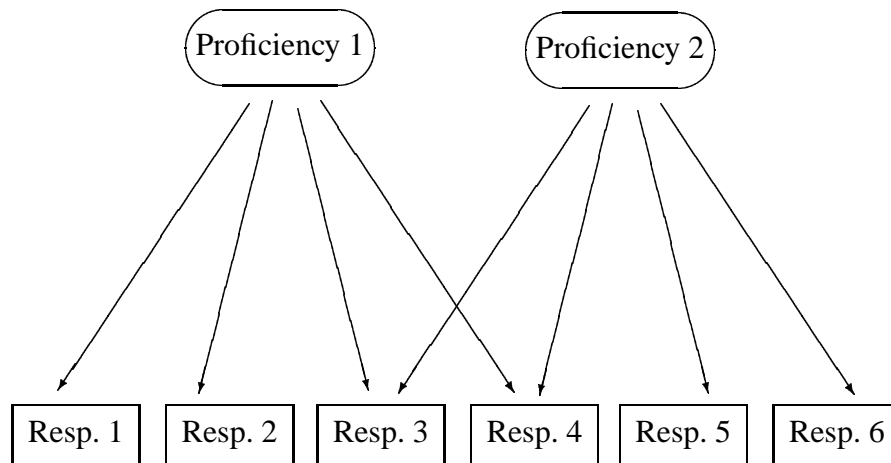 Proficiency 1
Proficiency 2
Resp. 1
Resp. 2
Resp. 3
Resp. 4
Resp. 5
Resp. 6